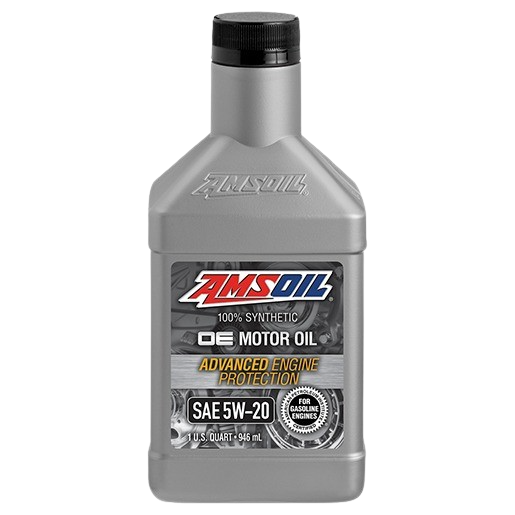 AMSOIL®
AMSOIL
100% SYNTHETIC
OE MOTOR OIL
ADVANCED ENGINE
PROTECTION
SAE 5W-20
FOR
GASOLINE
ENGINES
1 U.S. QUART • 946 mL